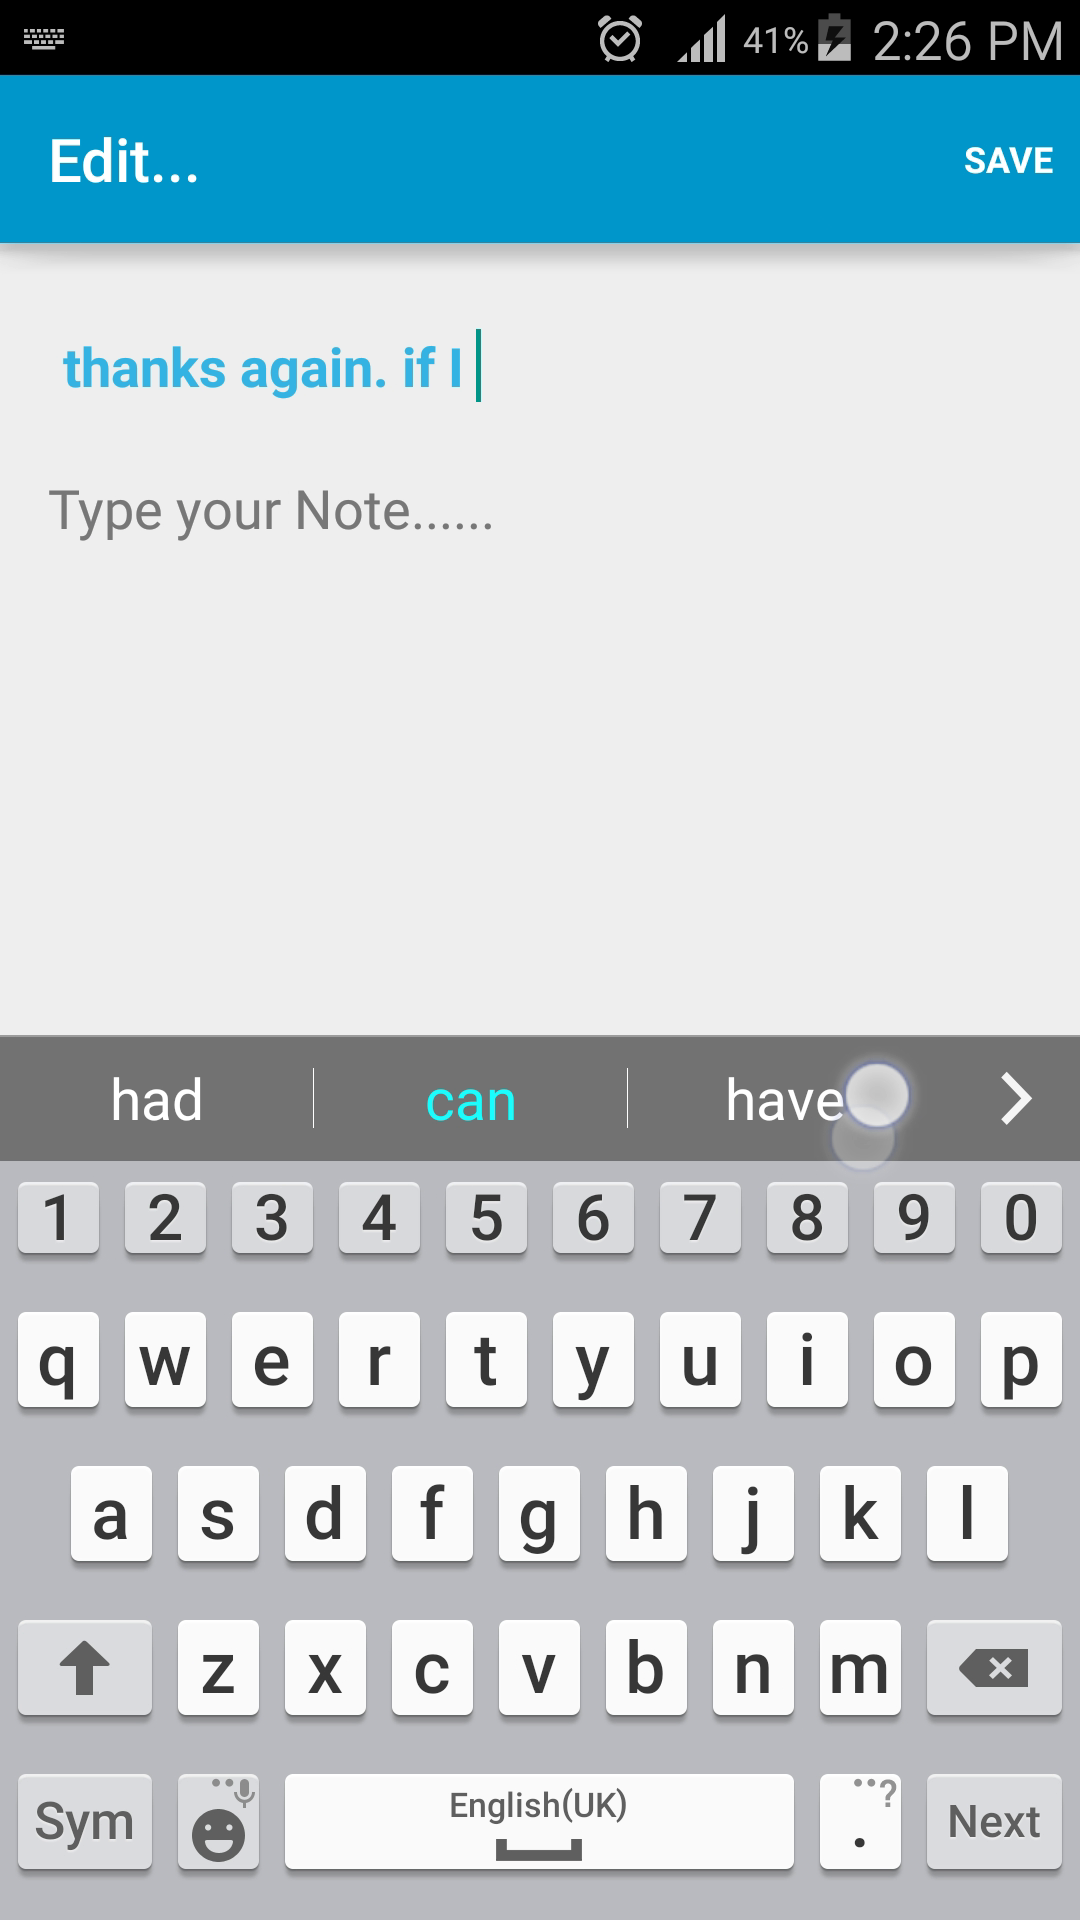 41% 2:26 PM
Edit...
SAVE
thanks again. if I
Type your Note......
had can have
1 2 3 4 5 6 7 8 9 0
q w e r t y u i o p
a s d f g h j k l
z x c v b n m
Sym English(UK) ? . Next